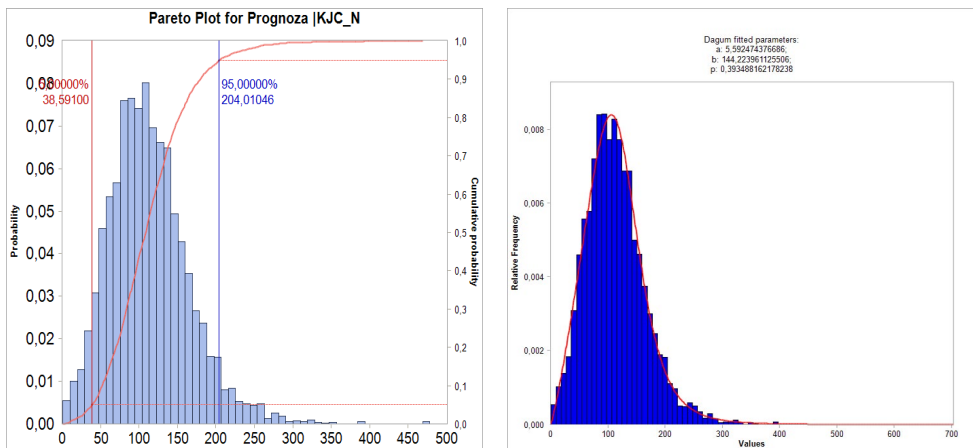 Pareto Plot for Prognoza |KJC_N
0,09
0,08
0,07
0,06
0,05
0,04
0,03
0,02
0,01
0,00
Probability
38,59100
95,00000%
204,01046
1,0
0,9
0,8
0,7
0,6
0,5
0,4
0,3
0,2
0,1
0,0
Cumulative probability
0 50 100 150 200 250 300 350 400 450 500
Dagum fitted parameters:
a: 5,592474376686;
b: 144,223961125506;
p: 0,393488162178238
0,008
0,006
0,004
0,002
0,000
Relative Frequency
0 100 200 300 400 500 600 700
Values